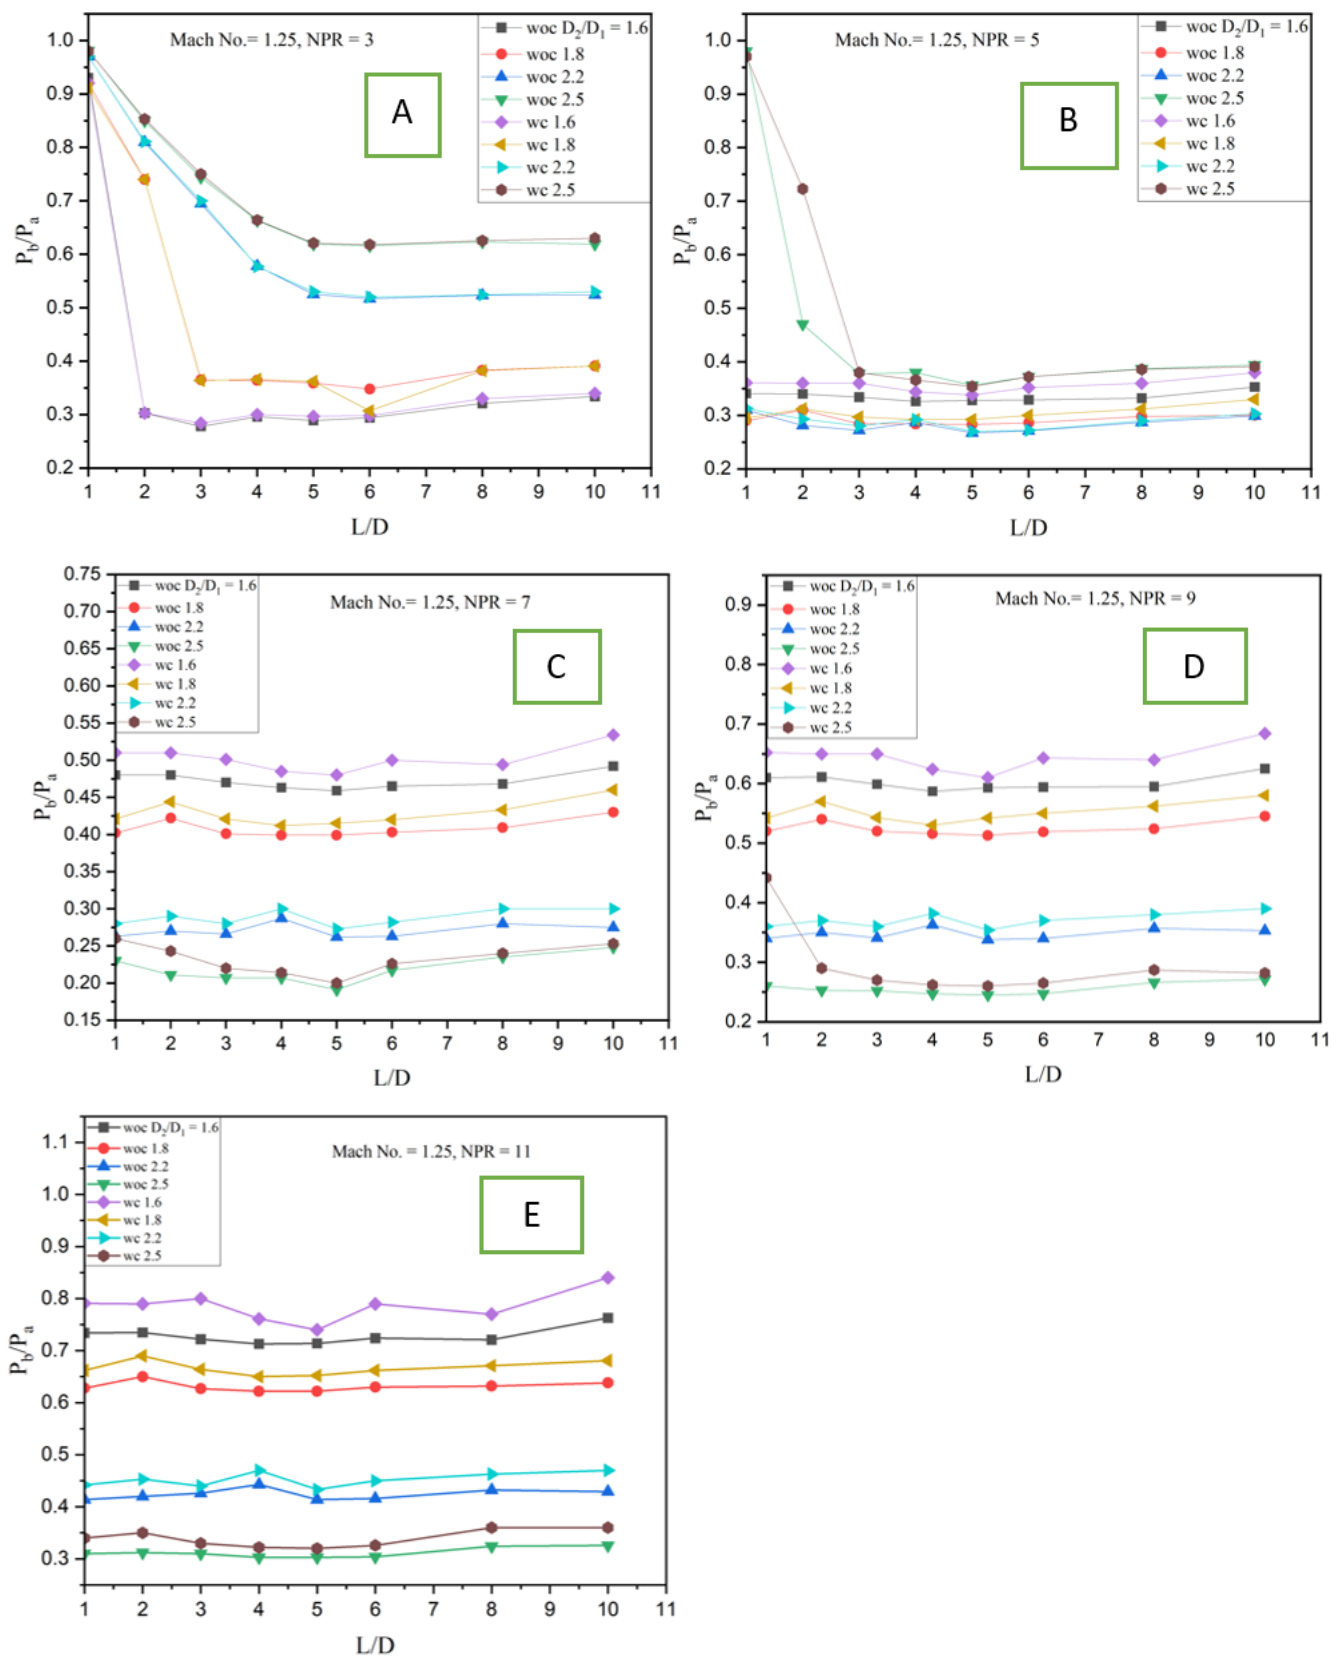 Mach No.= 1.25, NPR = 3
A
woc D₂/D₁ = 1.6
woc 1.8
woc 2.2
woc 2.5
wc 1.6
wc 1.8
wc 2.2
wc 2.5
1.0
0.9
0.8
0.7
0.6
0.5
0.4
0.3
0.2
P_b/P_a
1 2 3 4 5 6 7 8 9 10 11
L/D
Mach No.= 1.25, NPR = 5
B
woc D₂/D₁ = 1.6
woc 1.8
woc 2.2
woc 2.5
wc 1.6
wc 1.8
wc 2.2
wc 2.5
1.0
0.9
0.8
0.7
0.6
0.5
0.4
0.3
0.2
P_b/P_a
1 2 3 4 5 6 7 8 9 10 11
L/D
woc D₂/D₁ = 1.6
woc 1.8
woc 2.2
woc 2.5
wc 1.6
wc 1.8
wc 2.2
wc 2.5
Mach No.= 1.25, NPR = 7
C
0.75
0.70
0.65
0.60
0.55
0.50
0.45
0.40
0.35
0.30
0.25
0.20
0.15
P_b/P_a
1 2 3 4 5 6 7 8 9 10 11
L/D
woc D₂/D₁ = 1.6
woc 1.8
woc 2.2
woc 2.5
wc 1.6
wc 1.8
wc 2.2
wc 2.5
Mach No.= 1.25, NPR = 9
D
0.9
0.8
0.7
0.6
0.5
0.4
0.3
0.2
P_b/P_a
1 2 3 4 5 6 7 8 9 10 11
L/D
woc D₂/D₁ = 1.6
woc 1.8
woc 2.2
woc 2.5
wc 1.6
wc 1.8
wc 2.2
wc 2.5
Mach No. = 1.25, NPR = 11
E
1.1
1.0
0.9
0.8
0.7
0.6
0.5
0.4
0.3
P_b/P_a
1 2 3 4 5 6 7 8 9 10 11
L/D